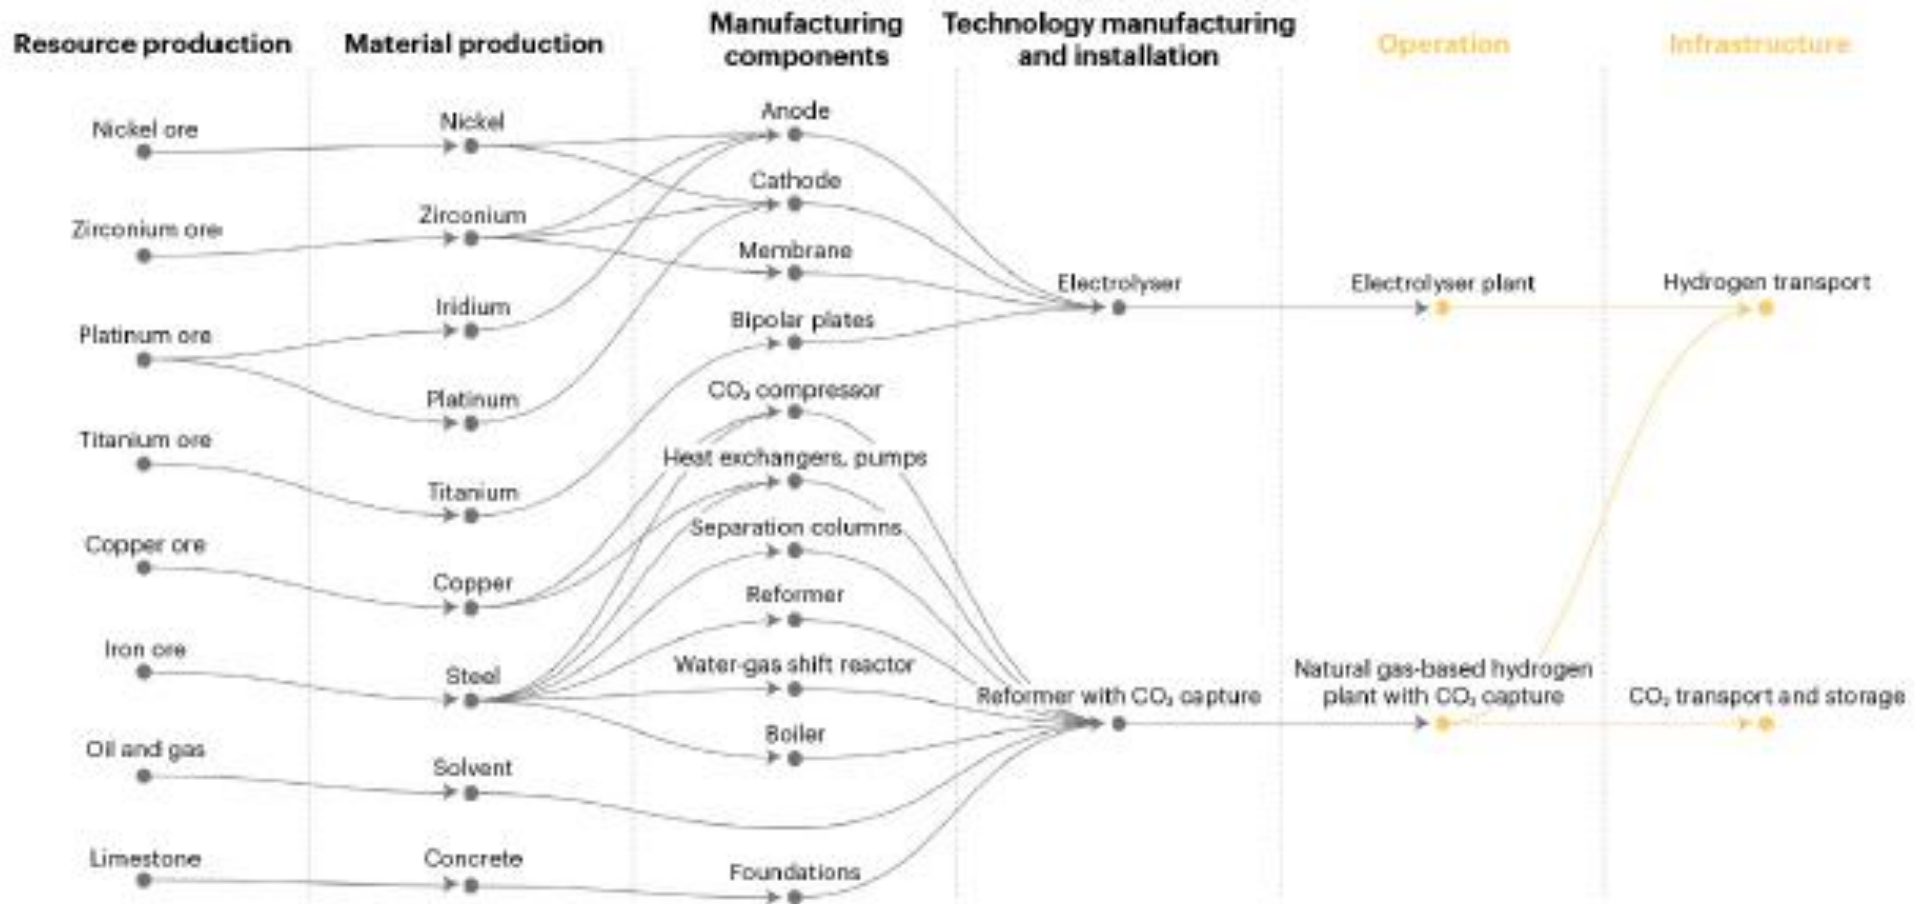 Resource production
Material production
Manufacturing
components
Technology manufacturing
and installation
Operation
Infrastructure
Nickel ore
Zirconium ore
Platinum ore
Titanium ore
Copper ore
Iron ore
Oil and gas
Limestone
Nickel
Zirconium
Iridium
Platinum
Titanium
Copper
Steel
Solvent
Concrete
Anode
Cathode
Membrane
Bipolar plates
CO₂ compressor
Heat exchangers, pumps
Separation columns
Reformer
Water-gas shift reactor
Boiler
Foundations
Electrolyser
Reformer with CO₂ capture
Electrolyser plant
Natural gas-based hydrogen
plant with CO₂ capture
Hydrogen transport
CO₂ transport and storage